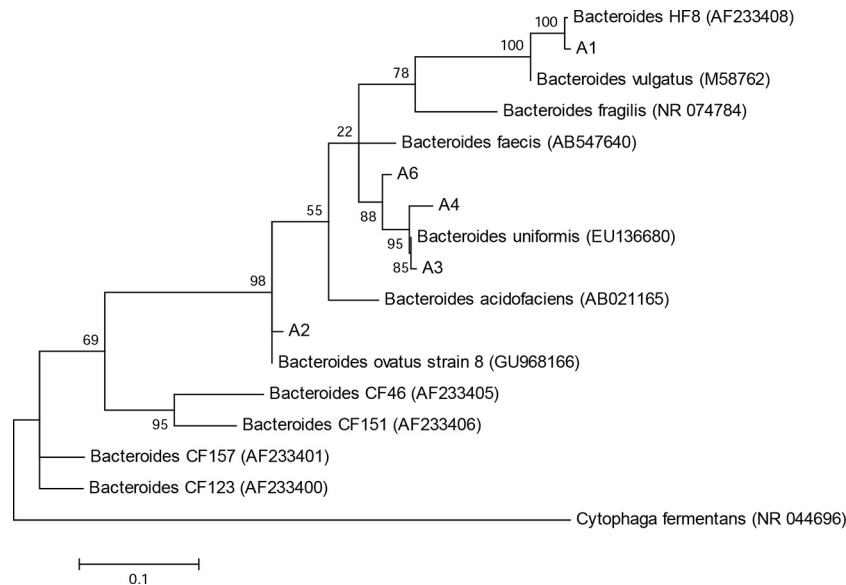 Bacteroides HF8 (AF233408)
100
A1
100
Bacteroides vulgatus (M58762)
78
Bacteroides fragilis (NR 074784)
22
Bacteroides faecis (AB547640)
A6
88
A4
55
Bacteroides uniformis (EU136680)
95
85
A3
98
Bacteroides acidofaciens (AB021165)
A2
69
Bacteroides ovatus strain 8 (GU968166)
Bacteroides CF46 (AF233405)
95
Bacteroides CF151 (AF233406)
Bacteroides CF157 (AF233401)
Bacteroides CF123 (AF233400)
Cytophaga fermentans (NR 044696)
0.1